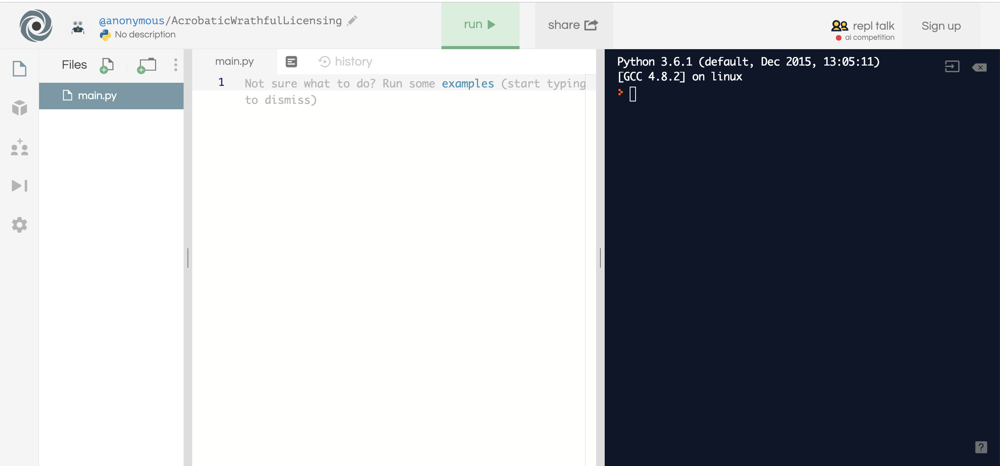 @anonymous/AcrobaticWrathfulLicensing
No description
run
share
repl talk
ai competition
Sign up
Files
main.py
main.py
history
1
Not sure what to do? Run some examples (start typing
to dismiss)
Python 3.6.1 (default, Dec 2015, 13:05:11)
[GCC 4.8.2] on linux
?